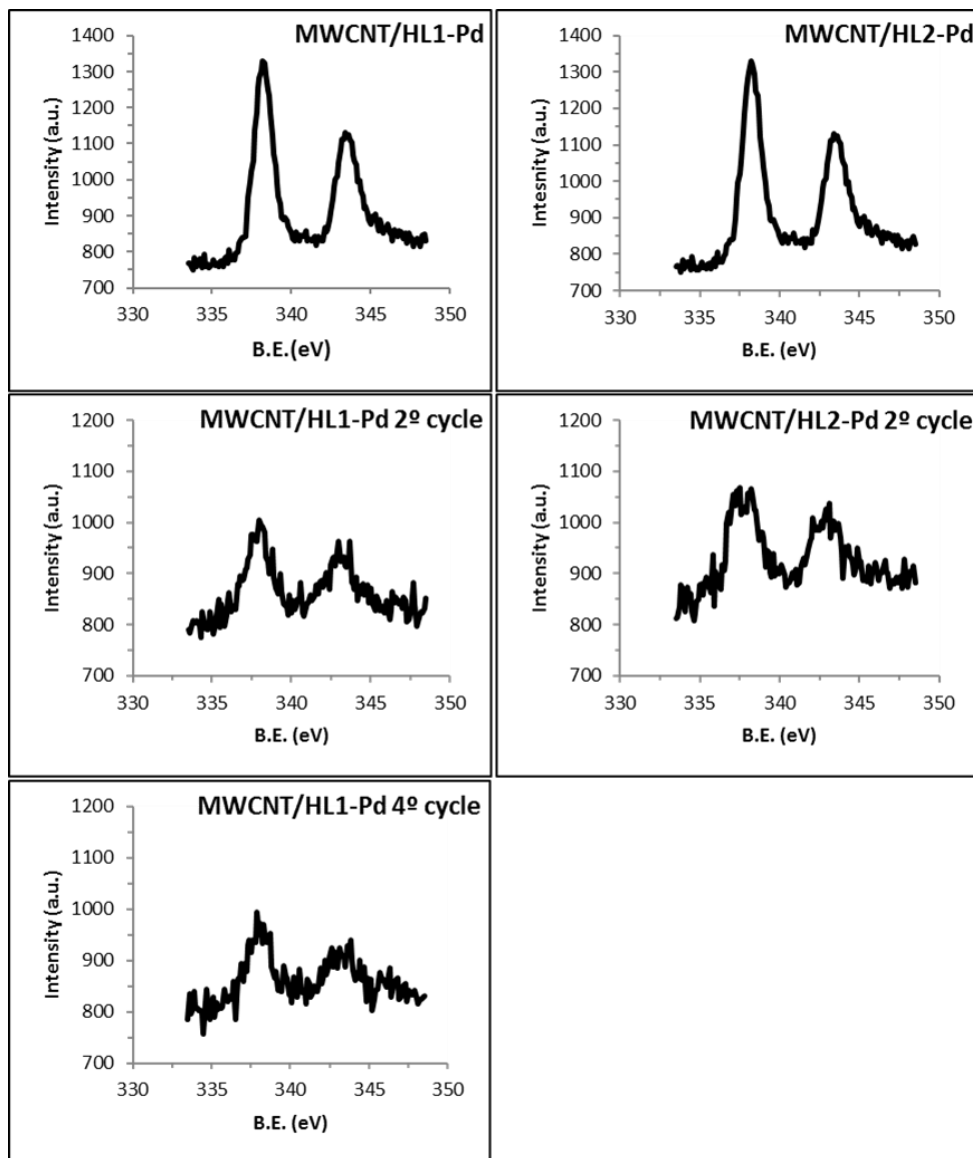 MWCNT/HL1-Pd
1400
1300
1200
1100
1000
900
800
700
Intensity (a.u.)
330 335 340 345 350
B.E.(eV)
MWCNT/HL2-Pd
1400
1300
1200
1100
1000
900
800
700
Intesnity (a.u.)
330 335 340 345 350
B.E. (eV)
MWCNT/HL1-Pd 2º cycle
1200
1100
1000
900
800
700
Intensity (a.u.)
330 335 340 345 350
B.E. (eV)
MWCNT/HL2-Pd 2º cycle
1200
1100
1000
900
800
700
Intensity (a.u.)
330 335 340 345 350
B.E. (eV)
MWCNT/HL1-Pd 4º cycle
1200
1100
1000
900
800
700
Intensity (a.u.)
330 335 340 345 350
B.E. (eV)